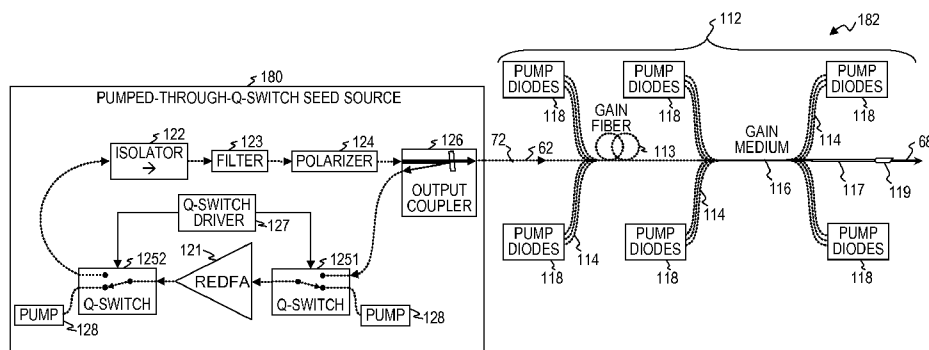 112
182
180
PUMPED-THROUGH-Q-SWITCH SEED SOURCE
PUMP
DIODES
118
PUMP
DIODES
118
PUMP
DIODES
118
GAIN
FIBER
113
GAIN
MEDIUM
114
122
ISOLATOR
→
123
FILTER
124
POLARIZER
126
OUTPUT
COUPLER
72
62
116
117
119
68
Q-SWITCH
DRIVER
127
121
REDFA
1252
Q-SWITCH
1251
Q-SWITCH
PUMP
128
PUMP
128
PUMP
DIODES
118
114
PUMP
DIODES
118
114
PUMP
DIODES
118